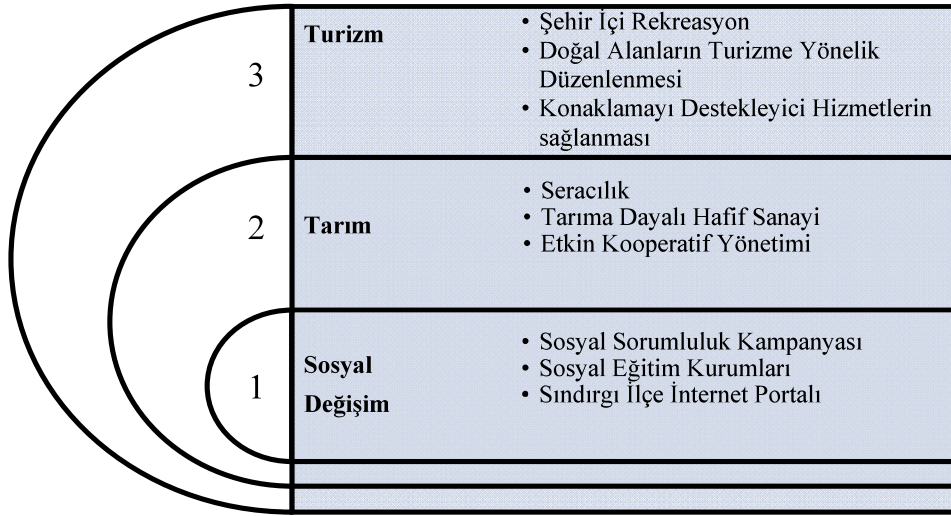 3
Turizm
• Şehir İçi Rekreasyon
• Doğal Alanların Turizme Yönelik
Düzenlenmesi
• Konaklamayı Destekleyici Hizmetlerin
sağlanması
2
Tarım
• Seracılık
• Tarıma Dayalı Hafif Sanayi
• Etkin Kooperatif Yönetimi
1
Sosyal
Değişim
• Sosyal Sorumluluk Kampanyası
• Sosyal Eğitim Kurumları
• Sındırgı İlçe İnternet Portalı